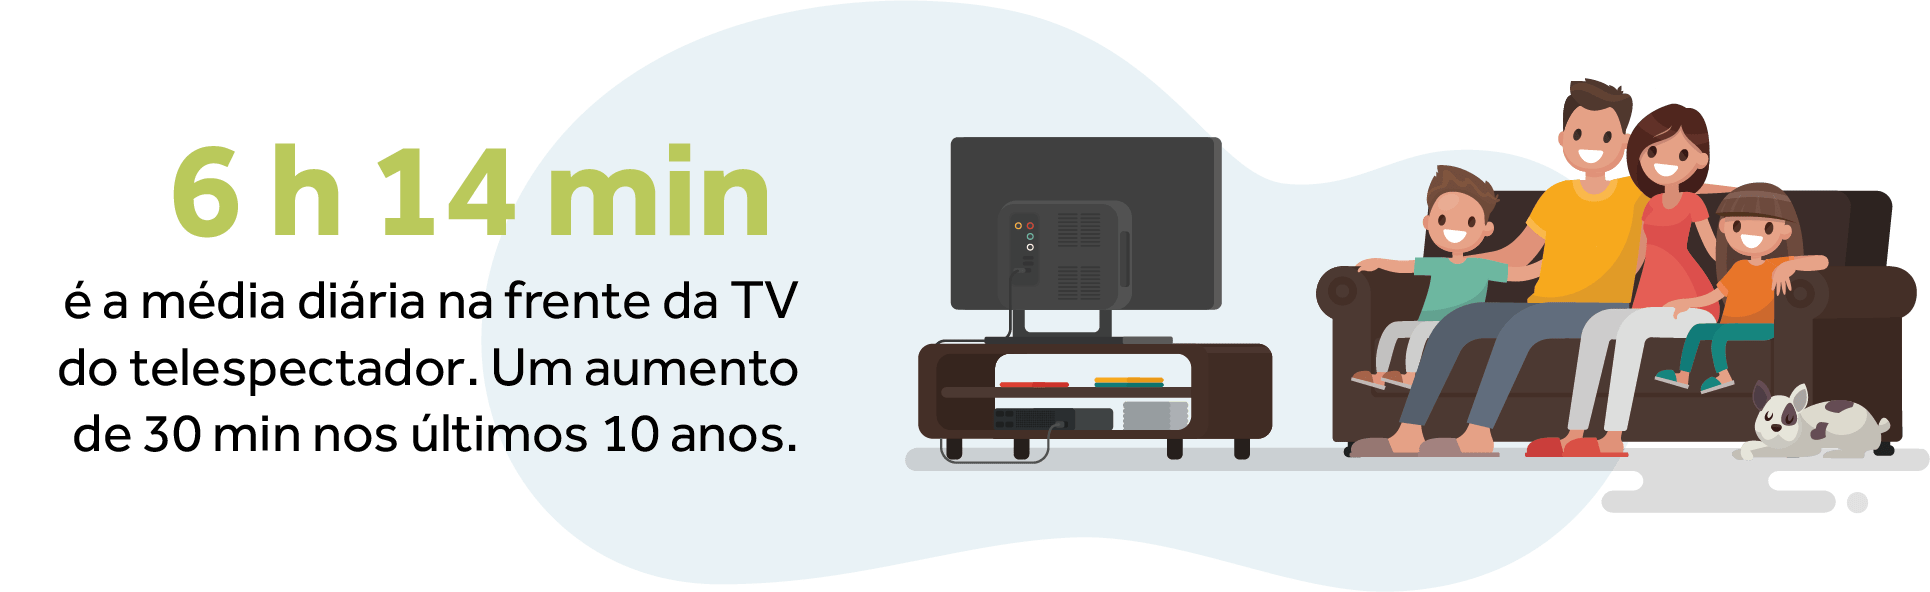 6 h 14 min
é a média diária na frente da TV
do telespectador. Um aumento
de 30 min nos últimos 10 anos.